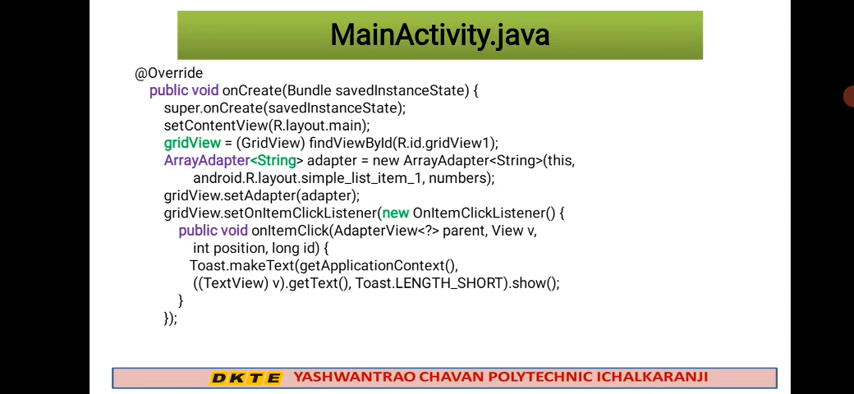 MainActivity.java
@Override
public void onCreate(Bundle savedInstanceState) {
super.onCreate(savedInstanceState);
setContentView(R.layout.main);
gridView = (GridView) findViewById(R.id.gridView1);
ArrayAdapter<String> adapter = new ArrayAdapter<String>(this,
android.R.layout.simple_list_item_1, numbers);
gridView.setAdapter(adapter);
gridView.setOnItemClickListener(new OnItemClickListener() {
public void onItemClick(AdapterView<?> parent, View v,
int position, long id) {
Toast.makeText(getApplicationContext(),
((TextView) v).getText(), Toast.LENGTH_SHORT).show();
}
});
DKTE YASHWANTRAO CHAVAN POLYTECHNIC ICHALKARANJI